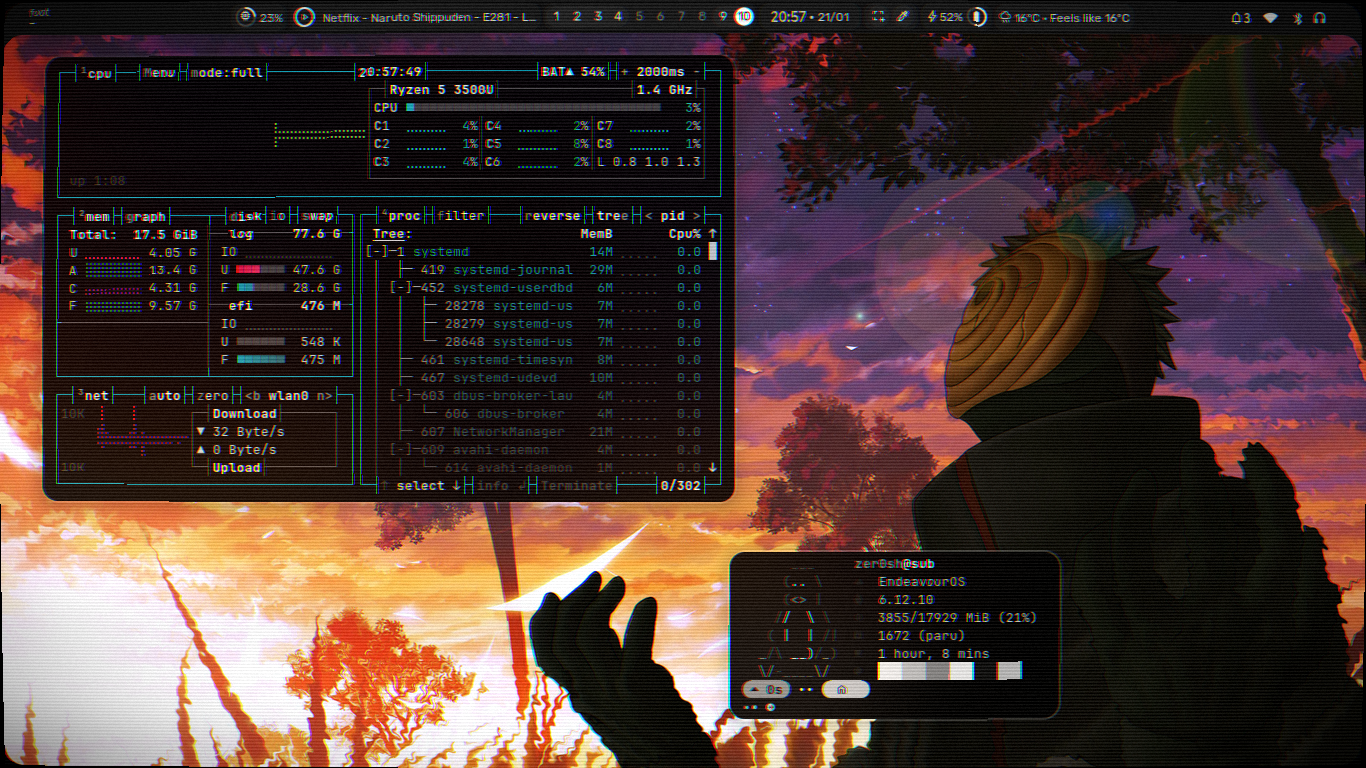 23% Netflix - Naruto Shippuden - E281 - L... 1 2 3 4 5 6 7 8 9 10 20:57 • 21/01 52% 16°C • Feels like 16°C 3
1cpu Menu mode:full 20:57:49 BAT▲ 54% + 2000ms -
Ryzen 5 3500U 1.4 GHz
CPU 3%
C1 4% C4 2% C7 2%
C2 1% C5 8% C8 1%
C3 4% C6 2% L 0.8 1.0 1.3
up 1:08
2mem graph disk io swap
Total: 17.5 GiB
U 4.05 G
A 13.4 G
C 4.31 G
F 9.57 G
log 77.6 G
IO
U 47.6 G
F 28.6 G
efi 476 M
IO
U 548 K
F 475 M
4proc filter reverse tree < pid >
Tree: MemB Cpu% ↑
[-]─1 systemd 14M 0.0
├─ 419 systemd-journal 29M 0.0
[-]─452 systemd-userdbd 6M 0.0
├─ 28278 systemd-us 7M 0.0
├─ 28279 systemd-us 7M 0.0
└─ 28648 systemd-us 7M 0.0
├─ 461 systemd-timesyn 8M 0.0
├─ 467 systemd-udevd 10M 0.0
[-]─603 dbus-broker-lau 4M 0.0
└─ 606 dbus-broker 4M 0.0
├─ 607 NetworkManager 21M 0.0
[-]─609 avahi-daemon 4M 0.0
└─ 614 avahi-daemon 1M 0.0 ↓
↑ select ↓ info ↲ Terminate 0/302
3net auto zero <b wlan0 n>
10K
Download
▼ 32 Byte/s
▲ 0 Byte/s
10K
Upload
zer0sh@sub
EndeavourOS
6.12.10
3855/17929 MiB (21%)
1672 (paru)
1 hour, 8 mins
0s